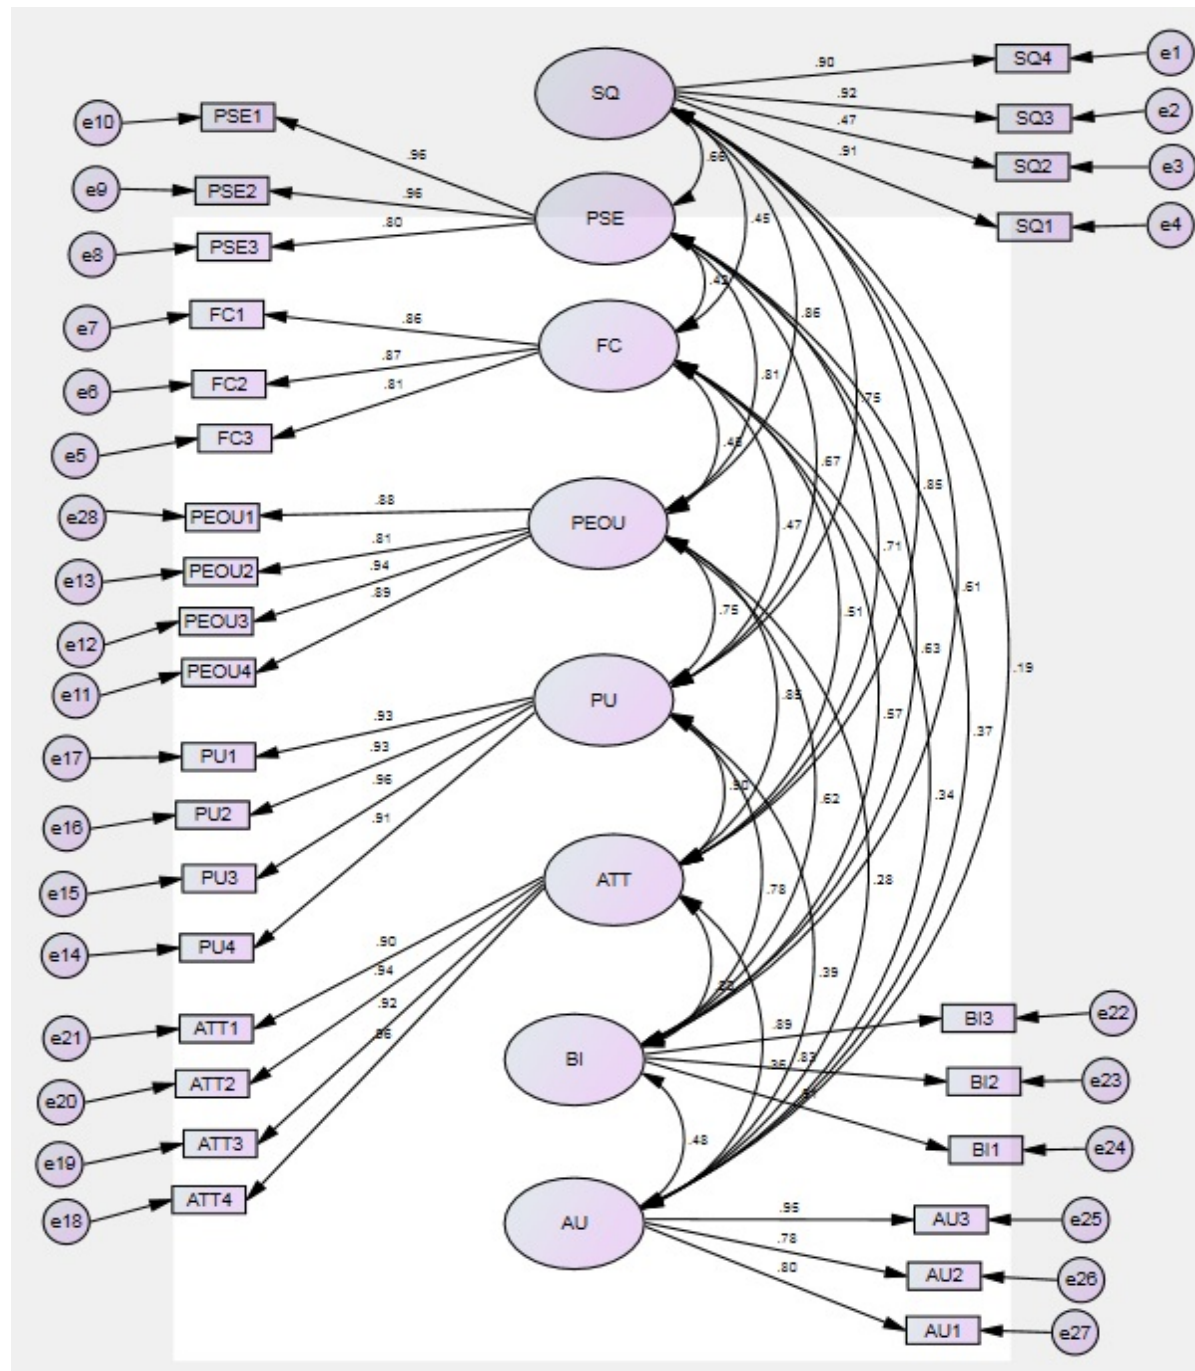 SQ
.90
SQ4
e1
.92
SQ3
e2
.47
SQ2
e3
.91
SQ1
e4
e10
PSE1
.95
e9
PSE2
.96
e8
PSE3
.80
PSE
.66
.45
e7
FC1
.86
e6
FC2
.87
e5
FC3
.81
FC
.86
.81
.75
.67
.47
.85
.71
.51
.61
.63
.57
.19
.37
.34
e28
PEOU1
.88
e13
PEOU2
.81
e12
PEOU3
.94
e11
PEOU4
.89
PEOU
.75
e17
PU1
.93
e16
PU2
.93
e15
PU3
.96
e14
PU4
.91
PU
.90
.62
.28
.78
.39
e21
ATT1
.90
e20
ATT2
.94
e19
ATT3
.92
e18
ATT4
ATT
BI
.89
BI3
e22
.83
BI2
e23
BI1
e24
.48
AU
.95
AU3
e25
.78
AU2
e26
.80
AU1
e27